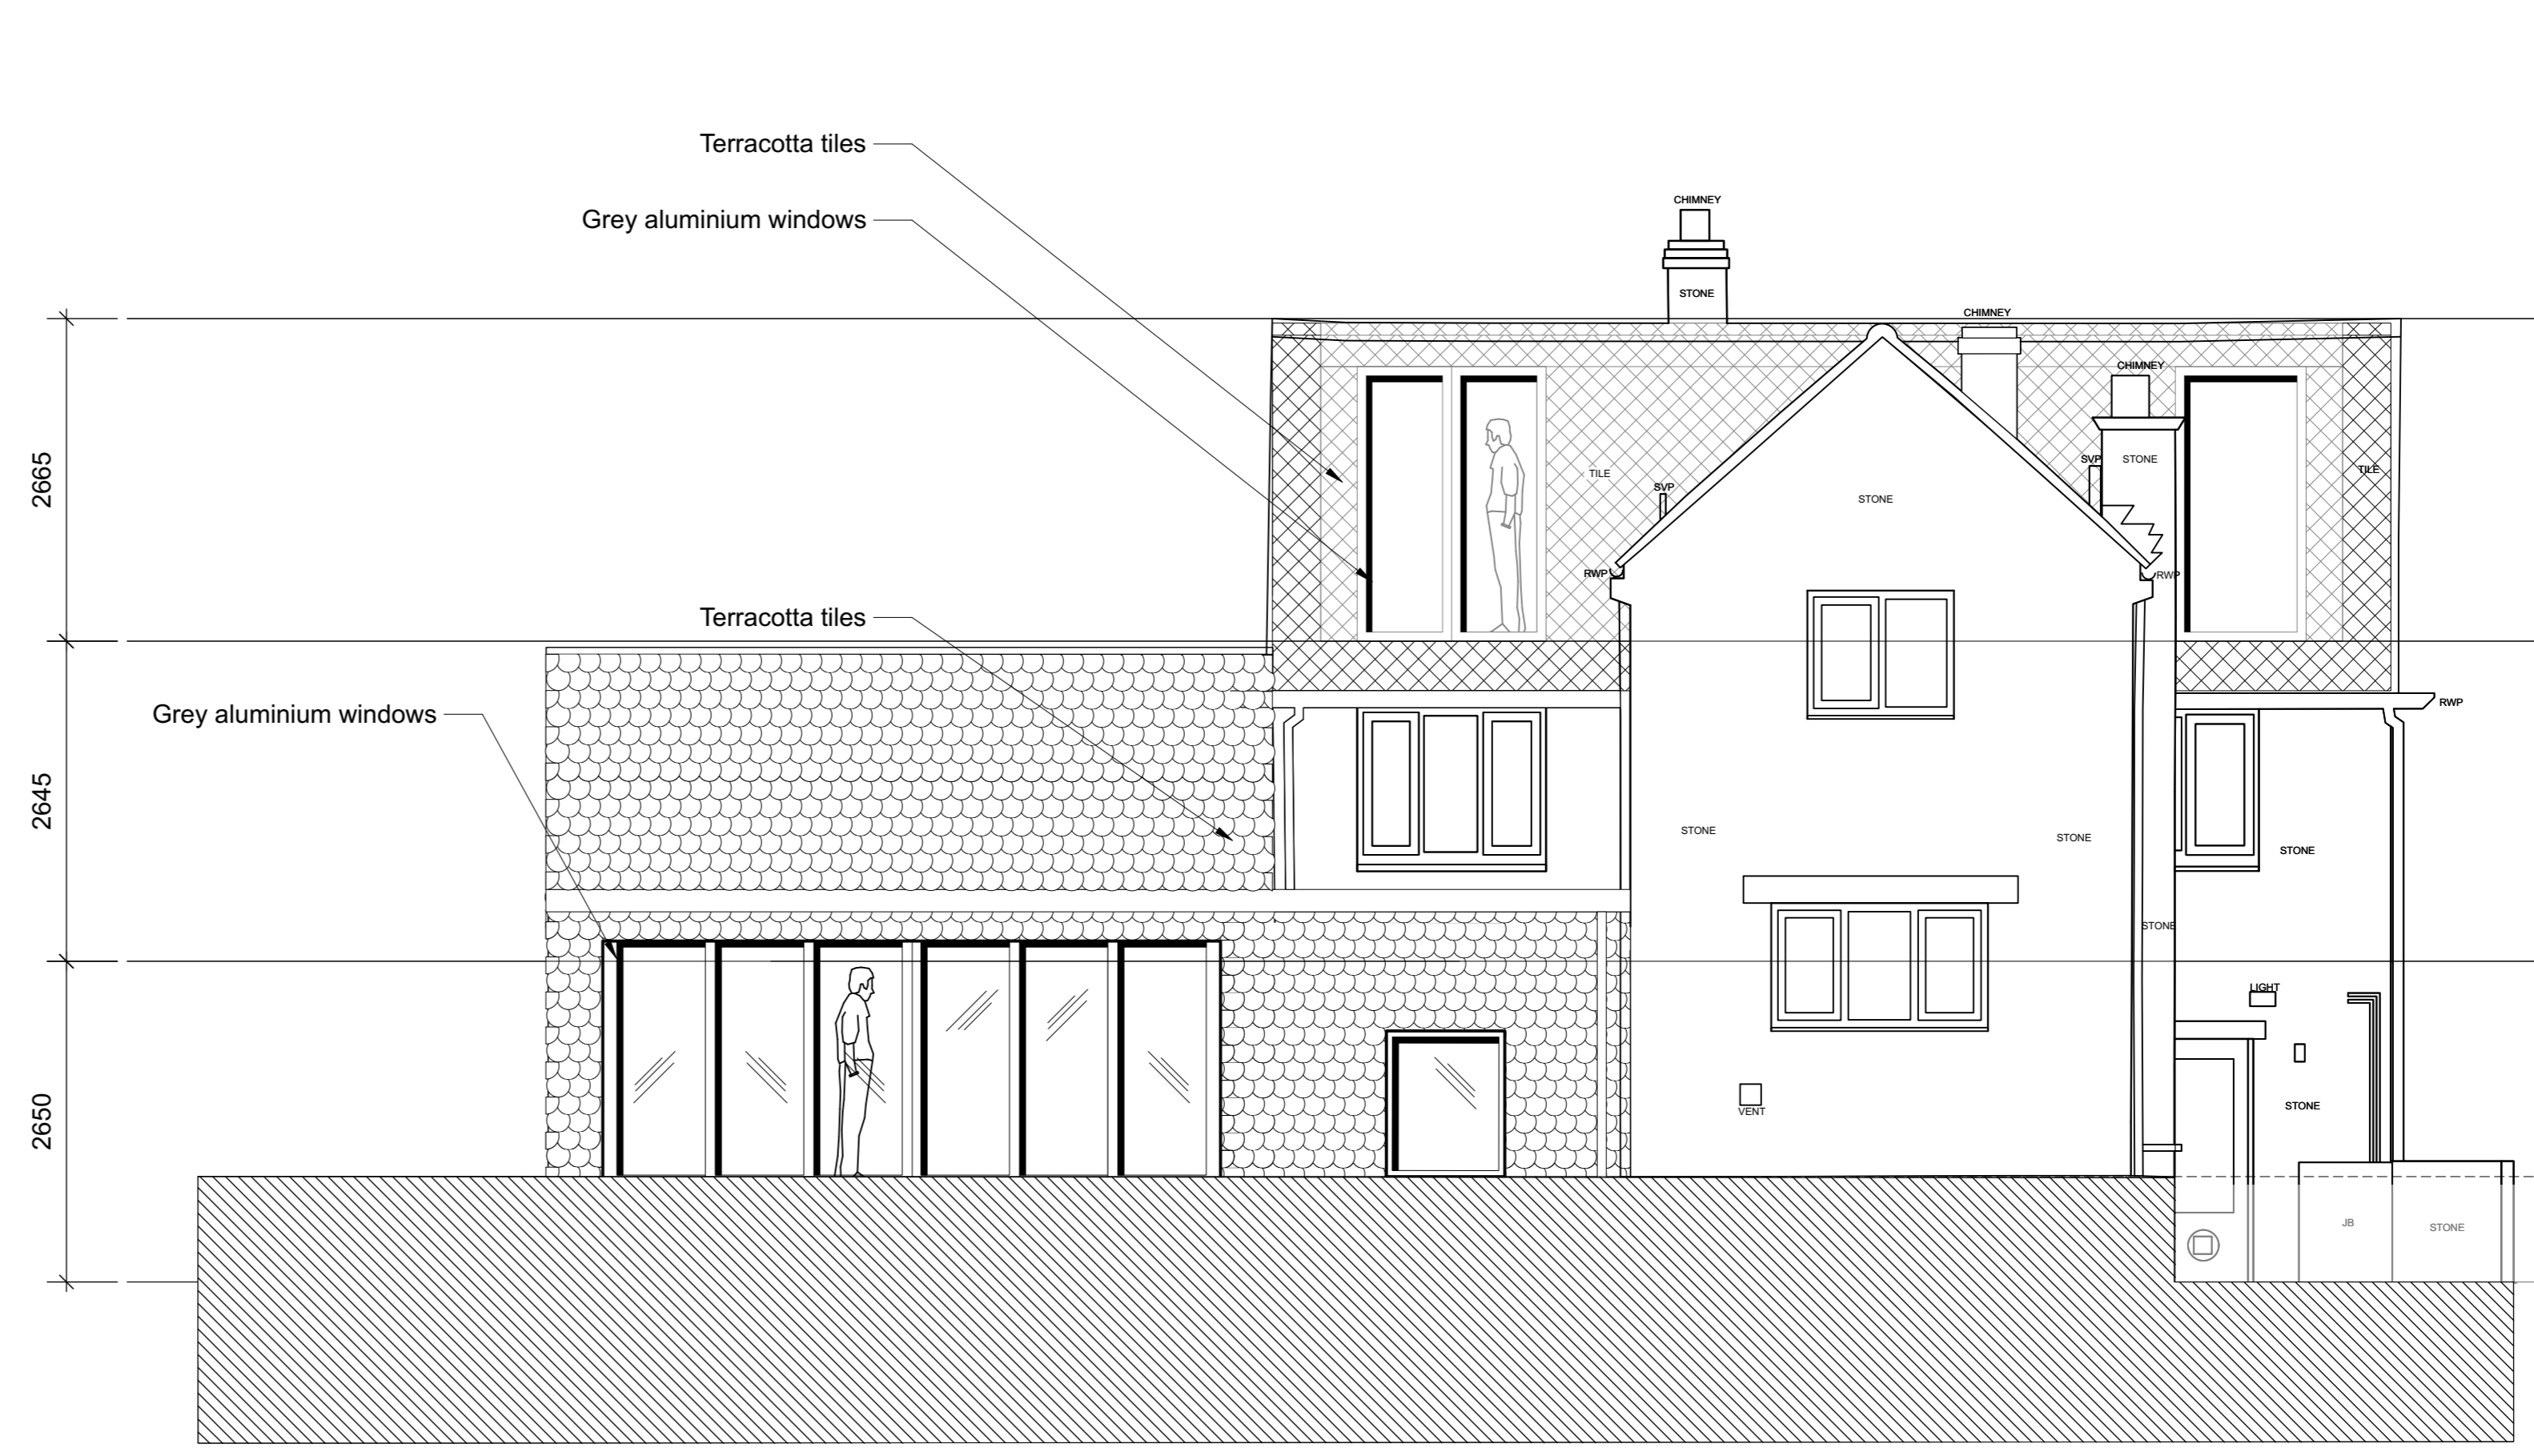 Terracotta tiles
Grey aluminium windows
CHIMNEY
STONE
CHIMNEY
CHIMNEY
2665
SVP
STONE
TILE
TILE
SVP
STONE
RWP
RWP
Terracotta tiles
RWP
Grey aluminium windows
2645
STONE
STONE
STONE
STONE
LIGHT
2650
VENT
STONE
JB
STONE